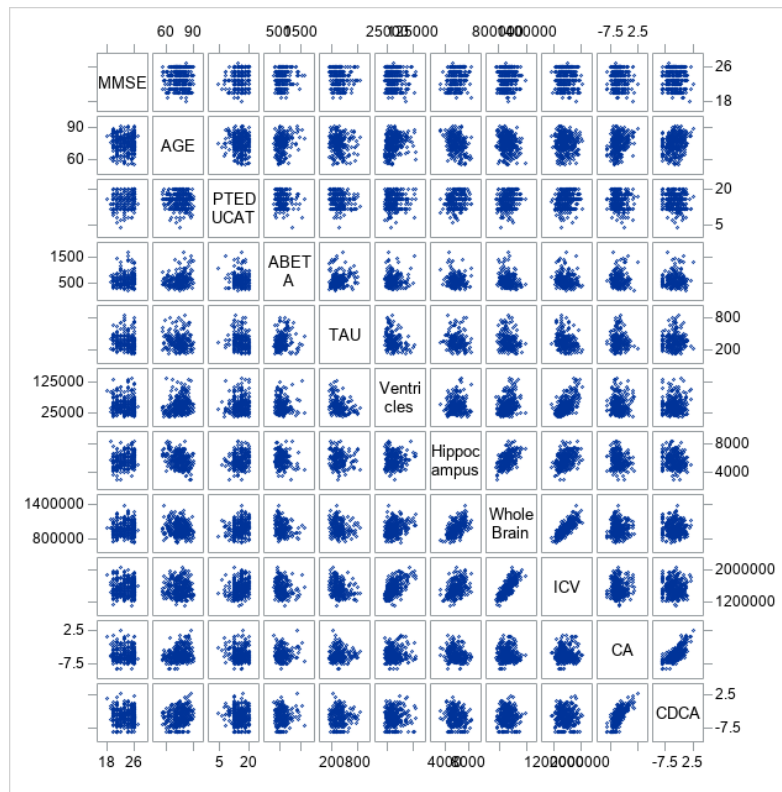 60 90 500 1500 25000 125000 800000 1400000 -7.5 2.5
MMSE
26
18
90
60
AGE
PTED
UCAT
20
5
1500
500
ABET
A
TAU
800
200
125000
25000
Ventri
cles
Hippoc
ampus
8000
4000
1400000
800000
Whole
Brain
ICV
2000000
1200000
2.5
-7.5
CA
CDCA
2.5
-7.5
18 26 5 20 200 800 4000 8000 1200000 2000000 -7.5 2.5